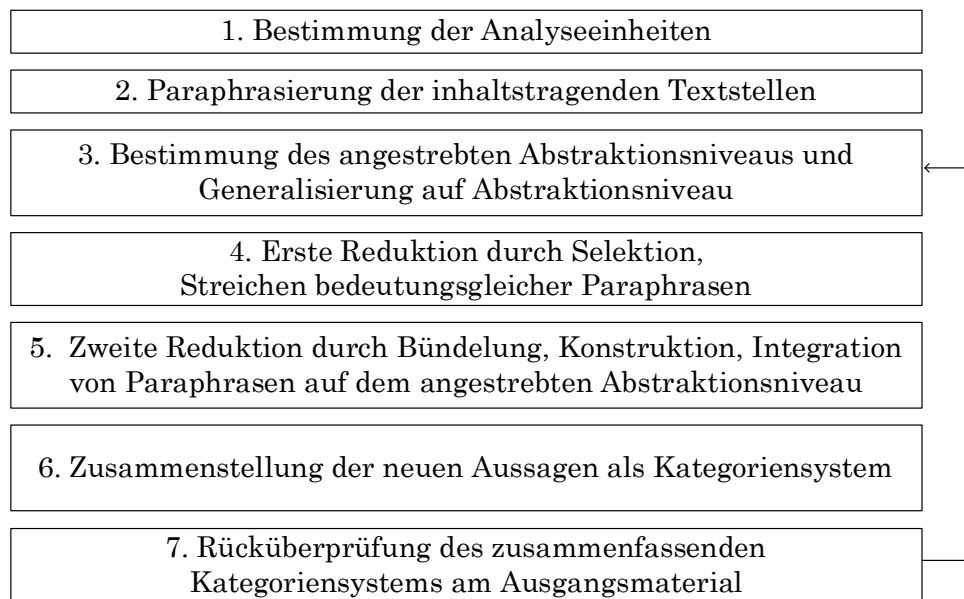 1. Bestimmung der Analyseeinheiten
2. Paraphrasierung der inhaltstragenden Textstellen
3. Bestimmung des angestrebten Abstraktionsniveaus und
Generalisierung auf Abstraktionsniveau
4. Erste Reduktion durch Selektion,
Streichen bedeutungsgleicher Paraphrasen
5. Zweite Reduktion durch Bündelung, Konstruktion, Integration
von Paraphrasen auf dem angestrebten Abstraktionsniveau
6. Zusammenstellung der neuen Aussagen als Kategoriensystem
7. Rücküberprüfung des zusammenfassenden
Kategoriensystems am Ausgangsmaterial